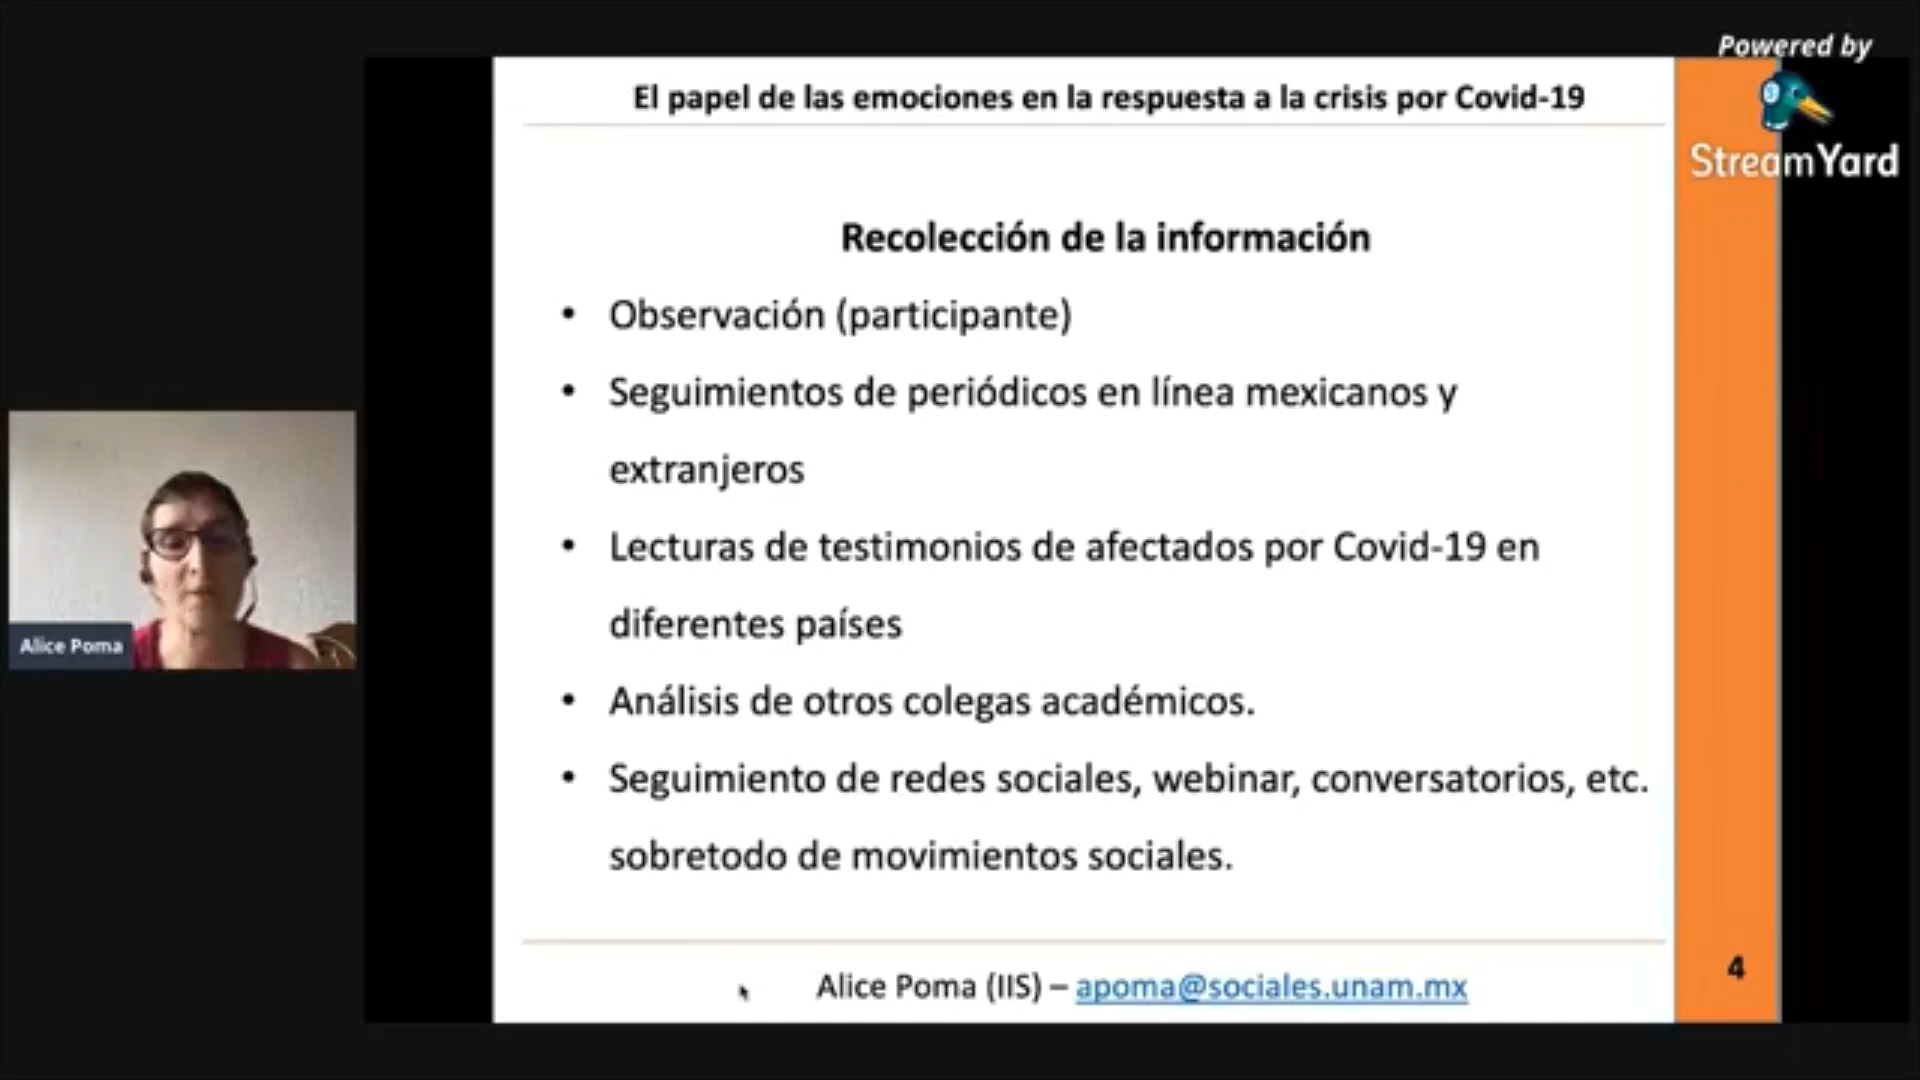 Powered by
StreamYard
El papel de las emociones en la respuesta a la crisis por Covid-19
Recolección de la información
• Observación (participante)
• Seguimientos de periódicos en línea mexicanos y
extranjeros
• Lecturas de testimonios de afectados por Covid-19 en
diferentes países
• Análisis de otros colegas académicos.
• Seguimiento de redes sociales, webinar, conversatorios, etc.
sobretodo de movimientos sociales.
Alice Poma
4
Alice Poma (IIS) – apoma@sociales.unam.mx